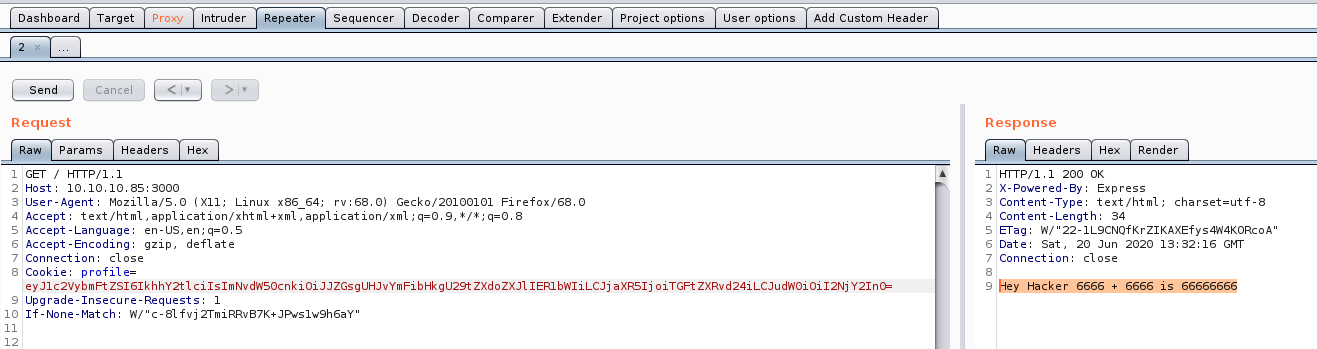 Dashboard Target Proxy Intruder Repeater Sequencer Decoder Comparer Extender Project options User options Add Custom Header
2 × ...
Send Cancel < ▾ > ▾
Request
Raw Params Headers Hex
1 GET / HTTP/1.1
2 Host: 10.10.10.85:3000
3 User-Agent: Mozilla/5.0 (X11; Linux x86_64; rv:68.0) Gecko/20100101 Firefox/68.0
4 Accept: text/html,application/xhtml+xml,application/xml;q=0.9,*/*;q=0.8
5 Accept-Language: en-US,en;q=0.5
6 Accept-Encoding: gzip, deflate
7 Connection: close
8 Cookie: profile=
eyJ1c2VybmFtZSI6IkhhY2tlciIsImNvdW50cnkiOiJJZGsgUHJvYmFibHkgU29tZXdoZXJlIER1bWIiLCJjaXR5IjoiTGFtZXRvd24iLCJudW0iOiI2NjY2In0=
9 Upgrade-Insecure-Requests: 1
10 If-None-Match: W/"c-8lfvj2TmiRRvB7K+JPws1w9h6aY"
11
12
Response
Raw Headers Hex Render
1 HTTP/1.1 200 OK
2 X-Powered-By: Express
3 Content-Type: text/html; charset=utf-8
4 Content-Length: 34
5 ETag: W/"22-1L9CNQfKrZIKAXEfys4W4KORcoA"
6 Date: Sat, 20 Jun 2020 13:32:16 GMT
7 Connection: close
8
9 Hey Hacker 6666 + 6666 is 66666666